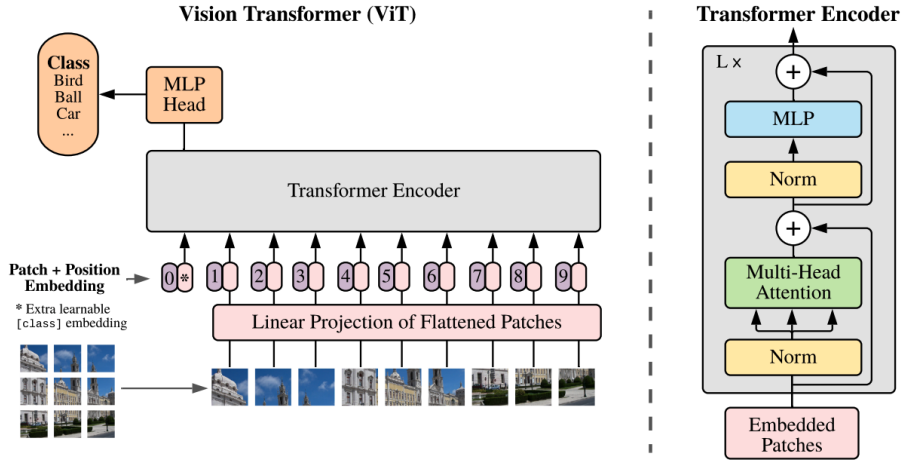 Vision Transformer (ViT)
Class
Bird
Ball
Car
...
MLP
Head
Transformer Encoder
Patch + Position
Embedding
0 * 1 2 3 4 5 6 7 8 9
* Extra learnable
[class] embedding
Linear Projection of Flattened Patches
Transformer Encoder
L ×
+
MLP
Norm
+
Multi-Head
Attention
Norm
Embedded
Patches